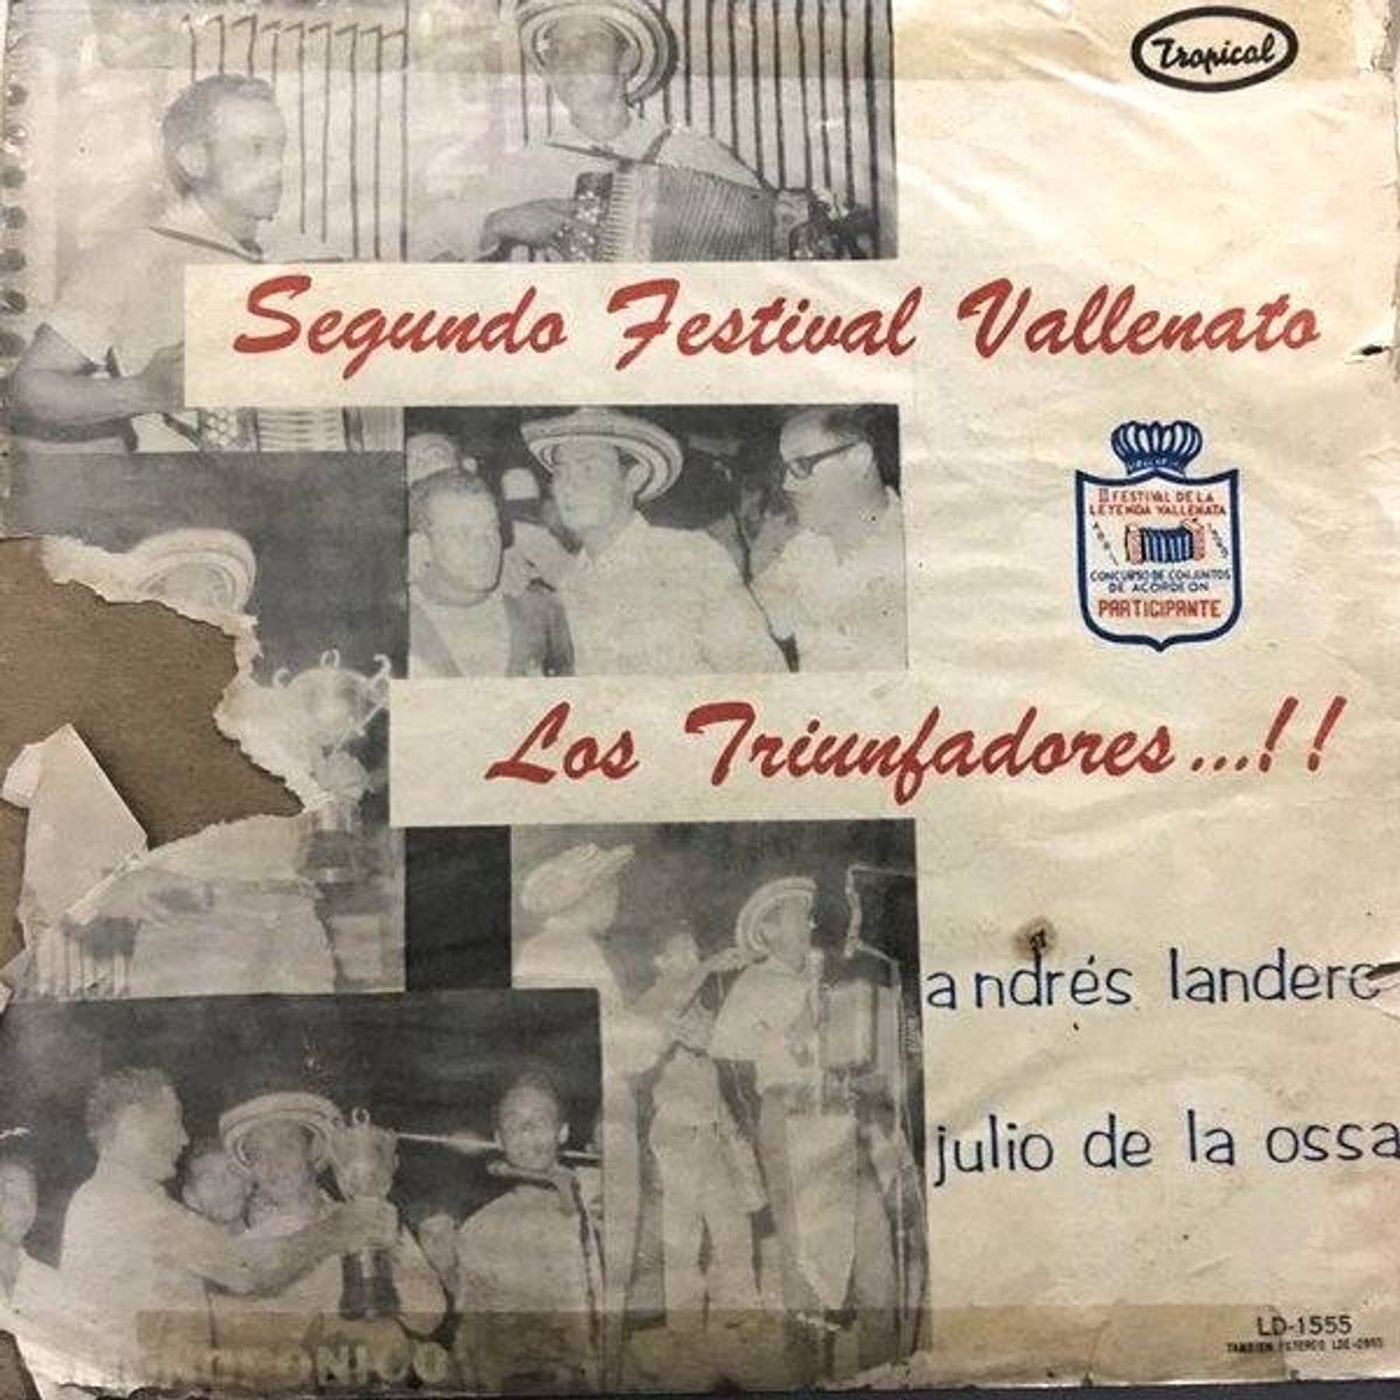 Tropical
Segundo Festival Vallenato
II FESTIVAL DE LA
LEYENDA VALLENATA
CONCURSO DE CONJUNTOS
DE ACORDEON
PARTICIPANTE
Los Triunfadores...!!
andrés landero
julio de la ossa
LD-1555